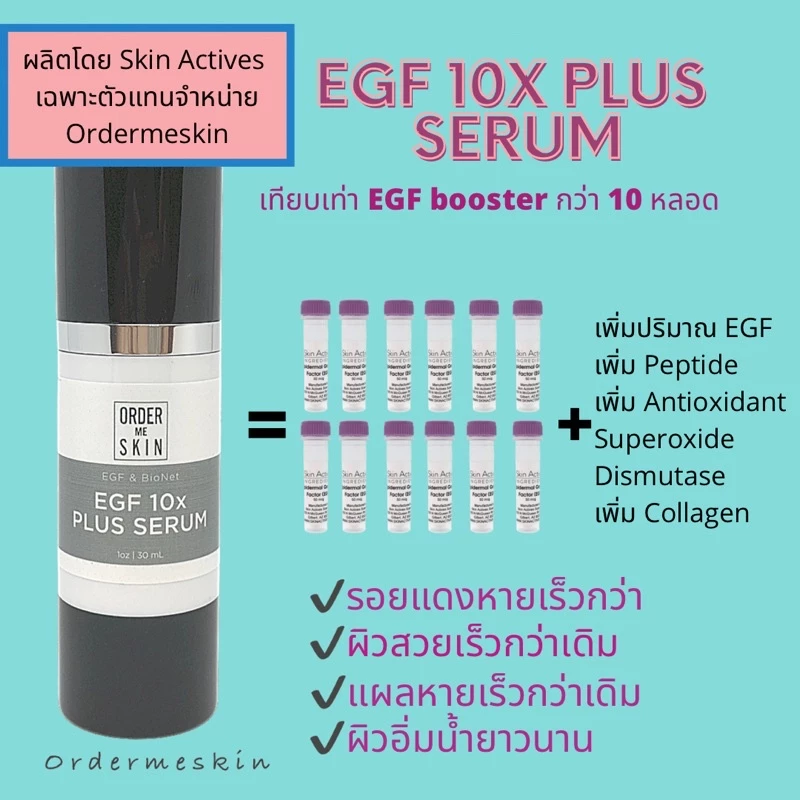 ผลิตโดย Skin Actives
เฉพาะตัวแทนจำหน่าย
Ordermeskin
EGF 10X PLUS
SERUM
เทียบเท่า EGF booster กว่า 10 หลอด
ORDER
ME
SKIN
EGF & BioNet
EGF 10x
PLUS SERUM
1oz | 30 mL
=
+
เพิ่มปริมาณ EGF
เพิ่ม Peptide
เพิ่ม Antioxidant
Superoxide
Dismutase
เพิ่ม Collagen
✔รอยแดงหายเร็วกว่า
✔ผิวสวยเร็วกว่าเดิม
✔แผลหายเร็วกว่าเดิม
✔ผิวอิ่มน้ำยาวนาน
Ordermeskin